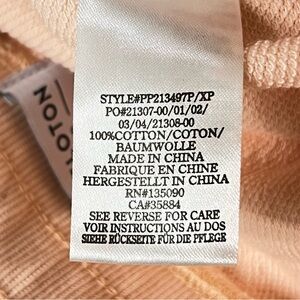 STYLE#PP213497P/XP
PO#21307-00/01/02/
03/04/21308-00
100%COTTON/COTON/
BAUMWOLLE
MADE IN CHINA
FABRIQUE EN CHINE
HERGESTELLT IN CHINA
RN#135090
CA#35884
SEE REVERSE FOR CARE
VOIR INSTRUCTIONS AU DOS
SIEHE RÜCKSEITE FÜR DIE PFLEGE
LOTON